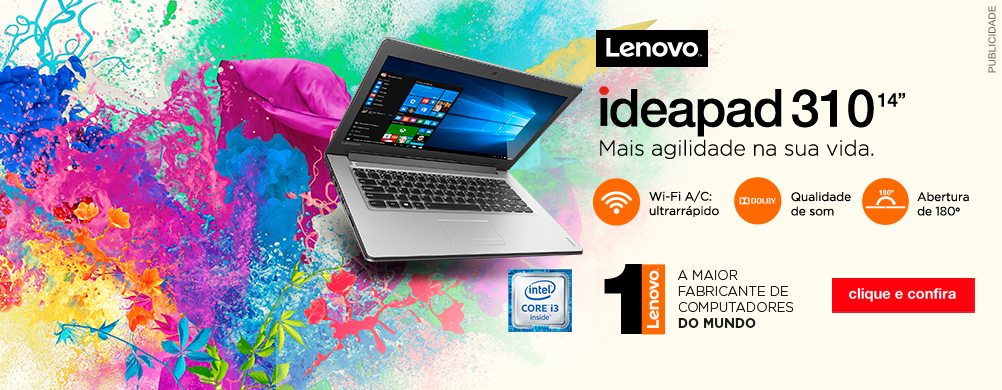 PUBLICIDADE
Lenovo.
ideapad 310 14"
Mais agilidade na sua vida.
Wi-Fi A/C:
ultrarrápido
DOLBY
Qualidade
de som
180º
Abertura
de 180º
intel
CORE i3
inside
1
Lenovo
A MAIOR
FABRICANTE DE
COMPUTADORES
DO MUNDO
clique e confira